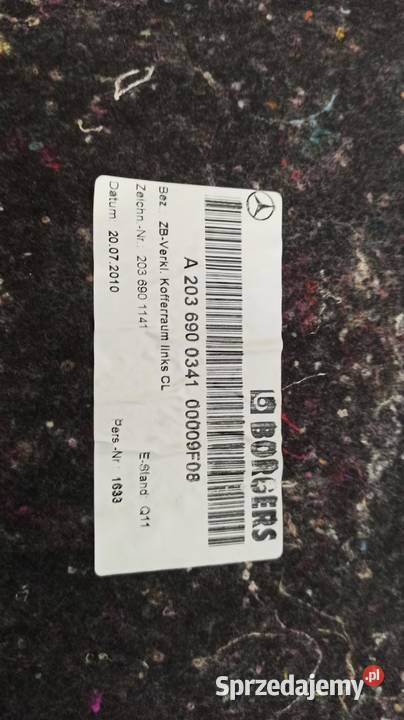 BORGERS
A 203 690 0341 00009F08
Bez.: ZB-Verkl. Kofferraum links CL
Zeichn.-Nr.: 203 690 1141 E-Stand: Q11
Datum: 20.07.2010 Pers.-Nr.: 1633
Sprzedajemy.pl